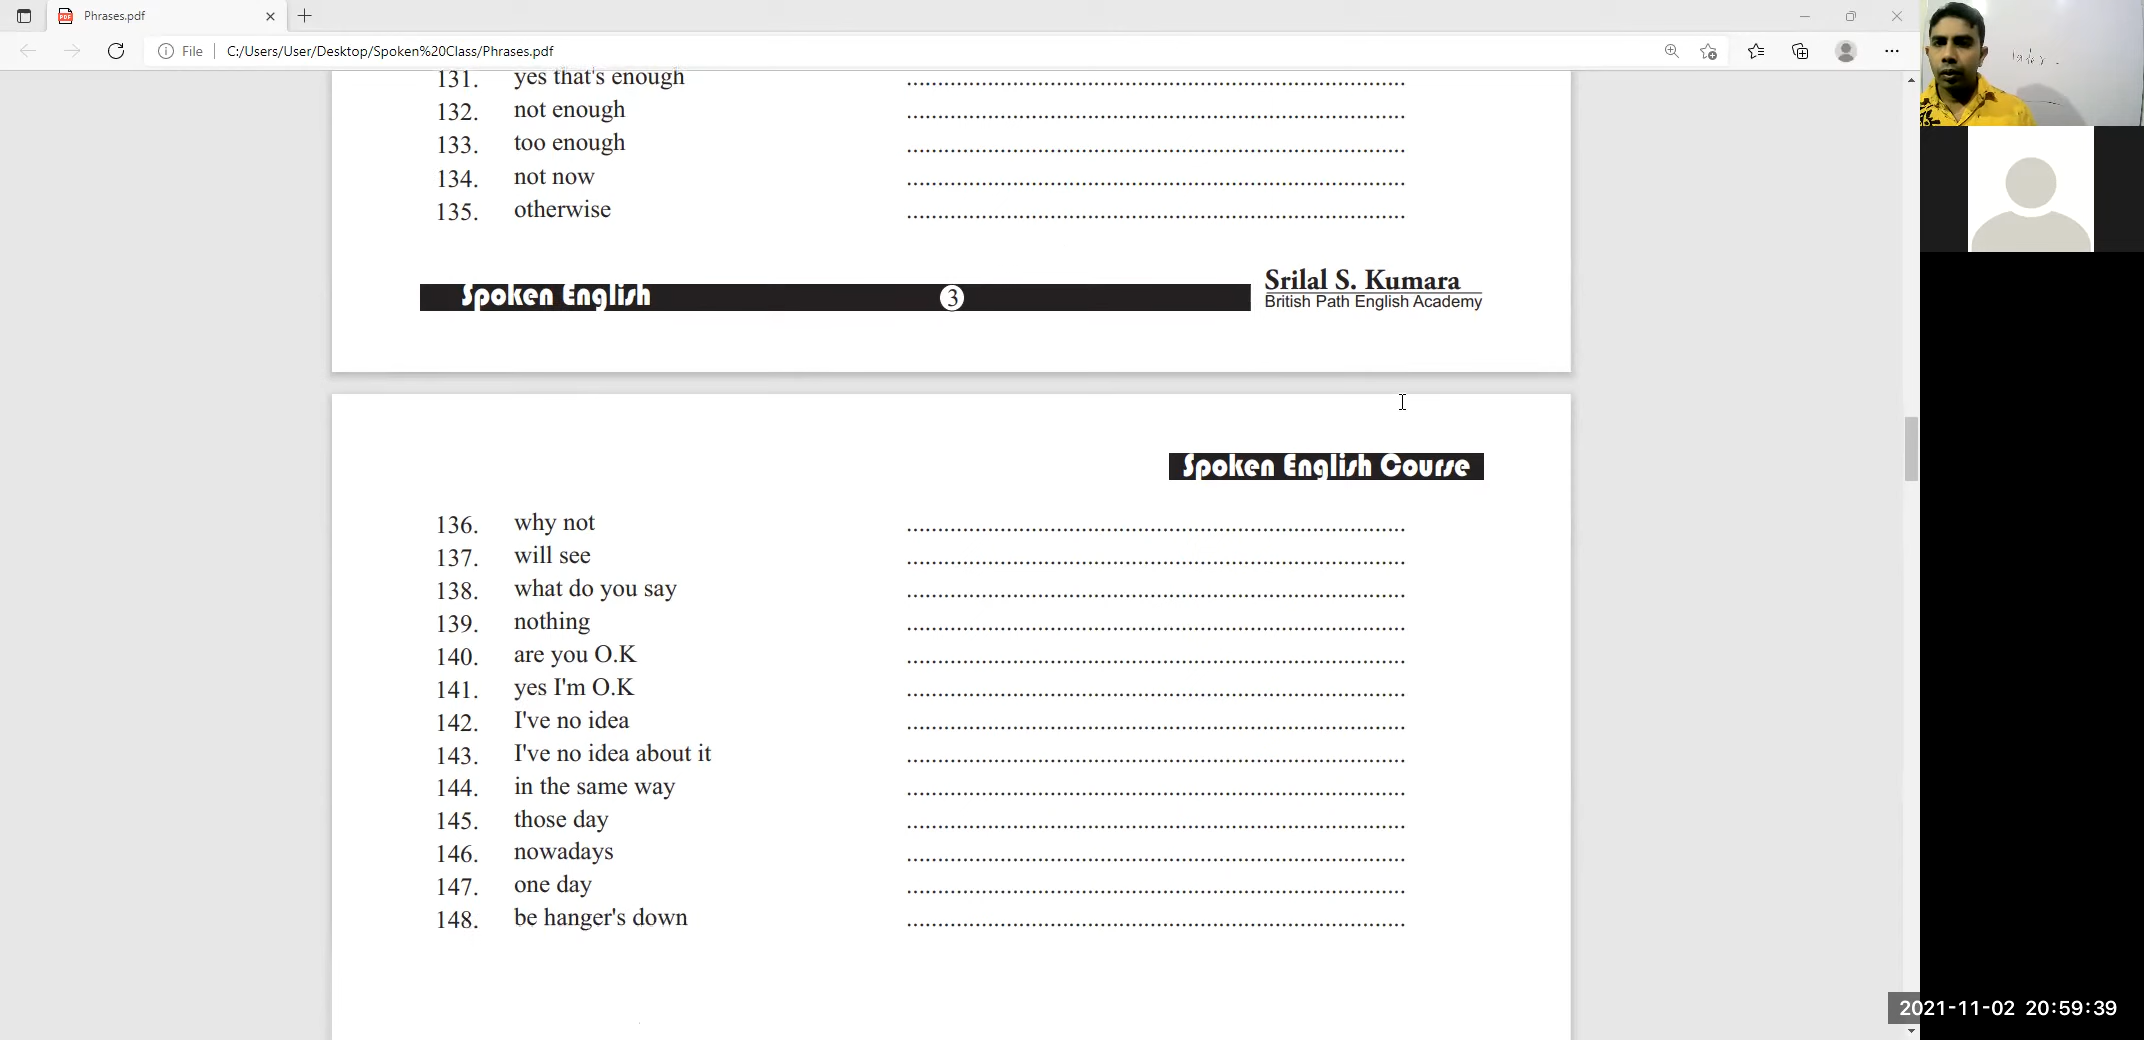 Phrases.pdf
File
C:/Users/User/Desktop/Spoken%20Class/Phrases.pdf
131. yes that's enough ................................................................................
132. not enough ................................................................................
133. too enough ................................................................................
134. not now ................................................................................
135. otherwise ................................................................................
Spoken English 3 Srilal S. Kumara
British Path English Academy
Spoken English Course
136. why not ................................................................................
137. will see ................................................................................
138. what do you say ................................................................................
139. nothing ................................................................................
140. are you O.K ................................................................................
141. yes I'm O.K ................................................................................
142. I've no idea ................................................................................
143. I've no idea about it ................................................................................
144. in the same way ................................................................................
145. those day ................................................................................
146. nowadays ................................................................................
147. one day ................................................................................
148. be hanger's down ................................................................................
2021-11-02 20:59:39